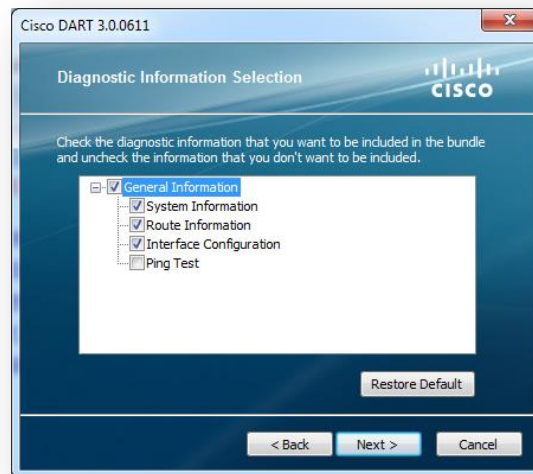 Cisco DART 3.0.0611
Diagnostic Information Selection
CISCO
Check the diagnostic information that you want to be included in the bundle
and uncheck the information that you don't want to be included.
General Information
System Information
Route Information
Interface Configuration
Ping Test
Restore Default
< Back Next > Cancel